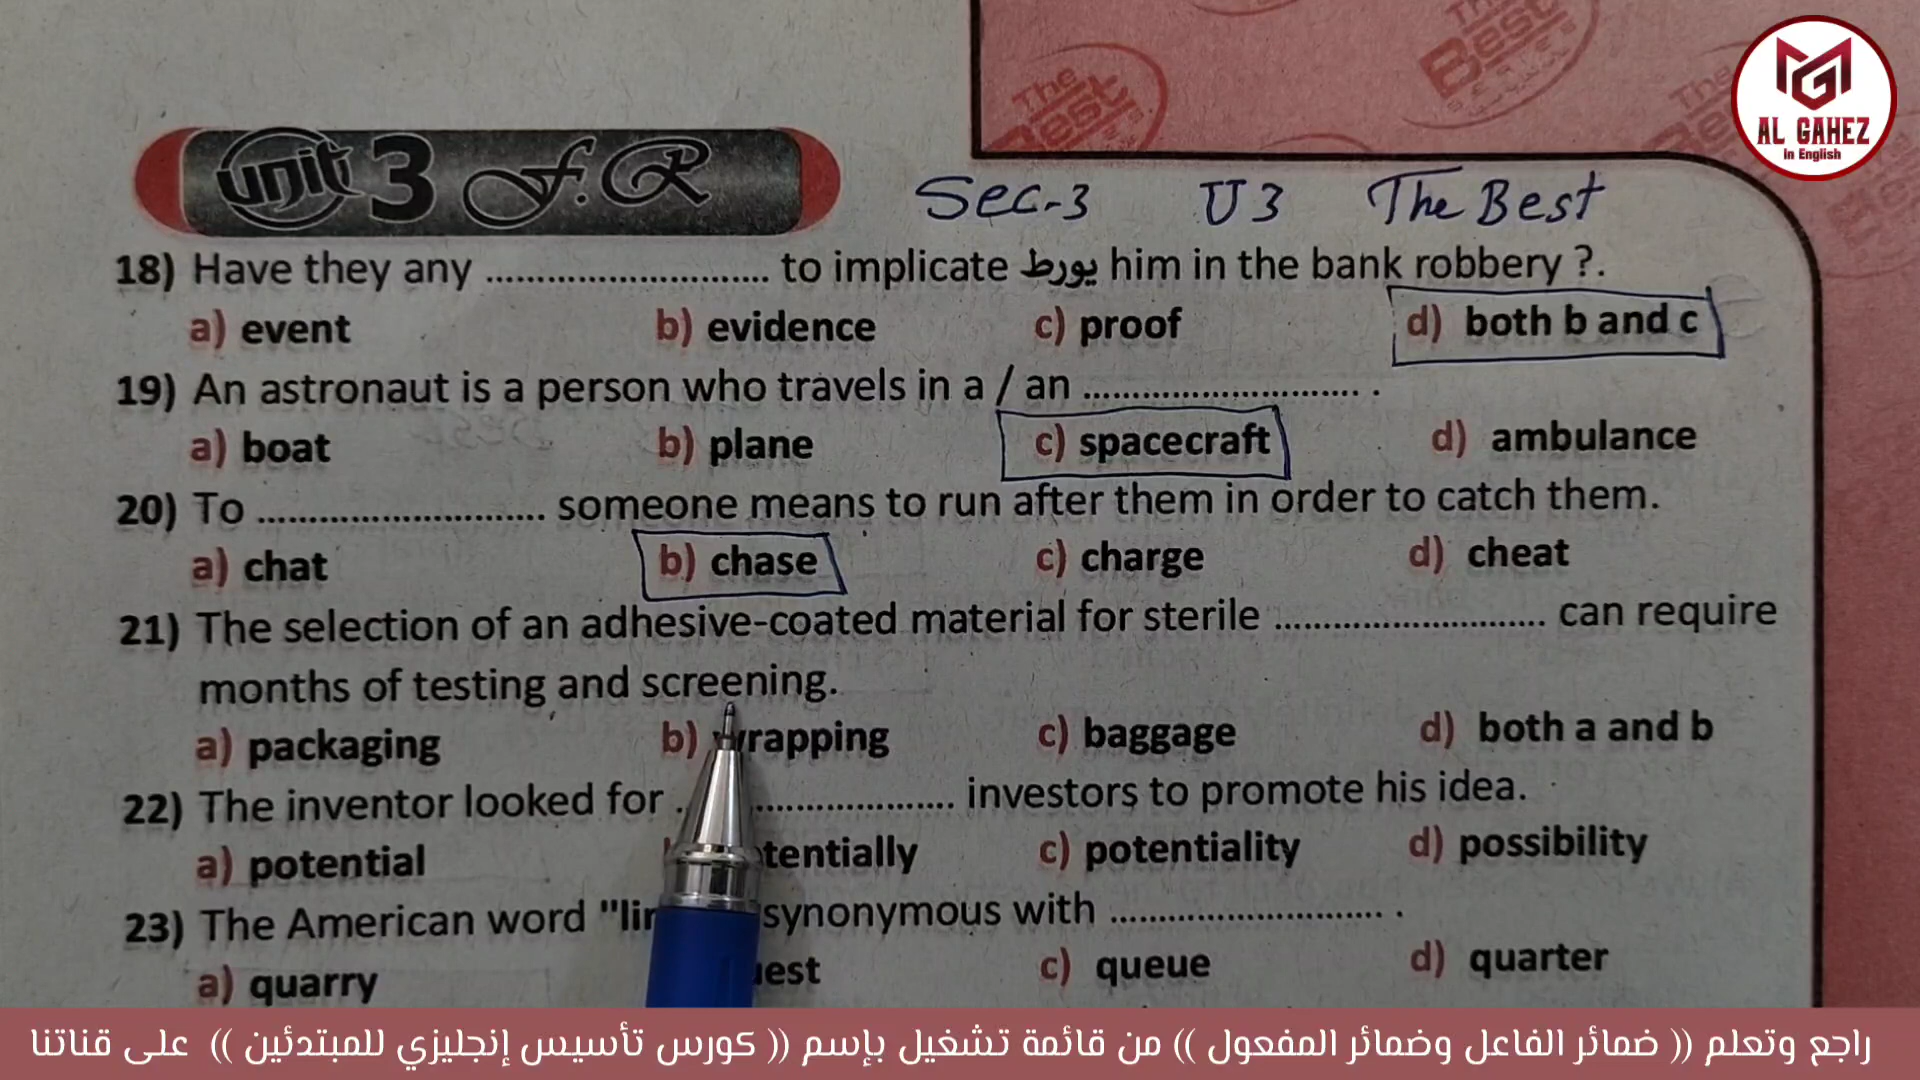 The Best
The Best
The
AL GAHEZ
In English
unit 3 F.R
Sec-3 U3 The Best
18) Have they any ............................ to implicate يورط him in the bank robbery ?.
a) event b) evidence c) proof d) both b and c
19) An astronaut is a person who travels in a / an ........................... .
a) boat b) plane c) spacecraft d) ambulance
20) To ............................ someone means to run after them in order to catch them.
a) chat b) chase c) charge d) cheat
21) The selection of an adhesive-coated material for sterile ........................... can require
months of testing and screening.
a) packaging b) wrapping c) baggage d) both a and b
22) The inventor looked for ........................... investors to promote his idea.
a) potential c) potentiality d) possibility
23) The American word synonymous with ........................... .
a) quarry c) queue d) quarter
راجع وتعلم (( ضمائر الفاعل وضمائر المفعول )) من قائمة تشغيل بإسم (( كورس تأسيس إنجليزي للمبتدئين )) على قناتنا